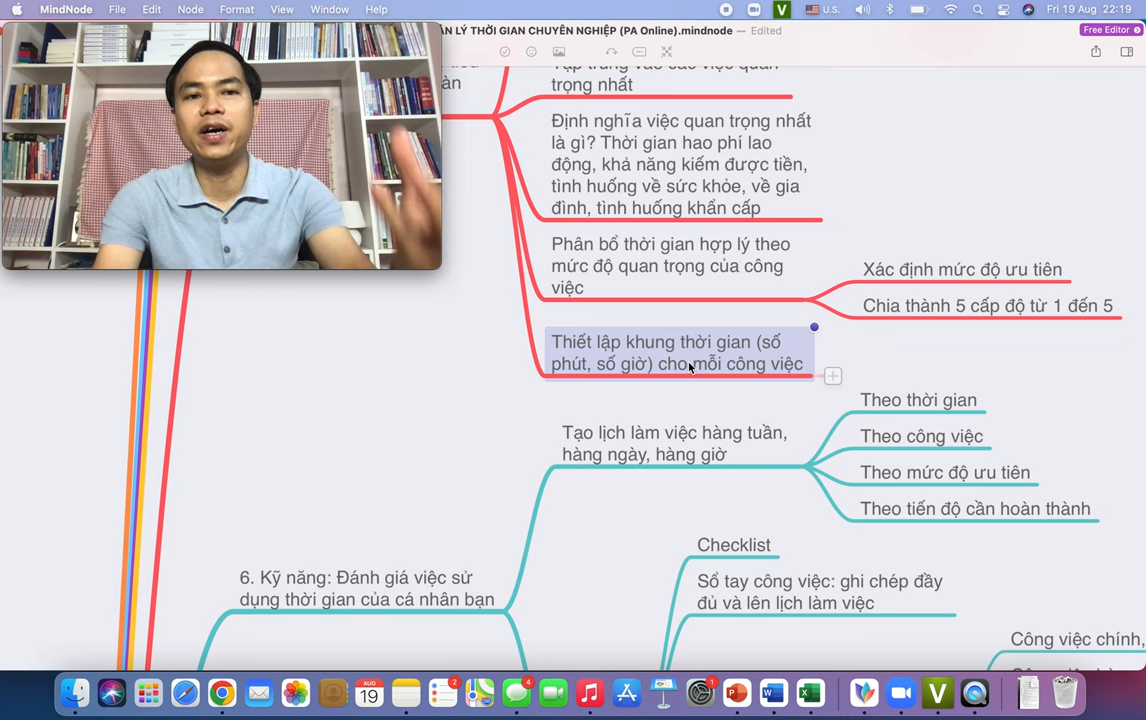 MindNode File Edit Node Format View Window Help
V U.S. Fri 19 Aug 22:19
ẢN LÝ THỜI GIAN CHUYÊN NGHIỆP (PA Online).mindnode — Edited
Free Editor
àn
trọng nhất
Định nghĩa việc quan trọng nhất
là gì? Thời gian hao phí lao
động, khả năng kiếm được tiền,
tình huống về sức khỏe, về gia
đình, tình huống khẩn cấp
Phân bổ thời gian hợp lý theo
mức độ quan trọng của công
việc
Xác định mức độ ưu tiên
Chia thành 5 cấp độ từ 1 đến 5
Thiết lập khung thời gian (số
phút, số giờ) cho mỗi công việc
Tạo lịch làm việc hàng tuần,
hàng ngày, hàng giờ
Theo thời gian
Theo công việc
Theo mức độ ưu tiên
Theo tiến độ cần hoàn thành
6. Kỹ năng: Đánh giá việc sử
dụng thời gian của cá nhân bạn
Checklist
Sổ tay công việc: ghi chép đầy
đủ và lên lịch làm việc
Công việc chính,
AUG
19
2
4
1
V